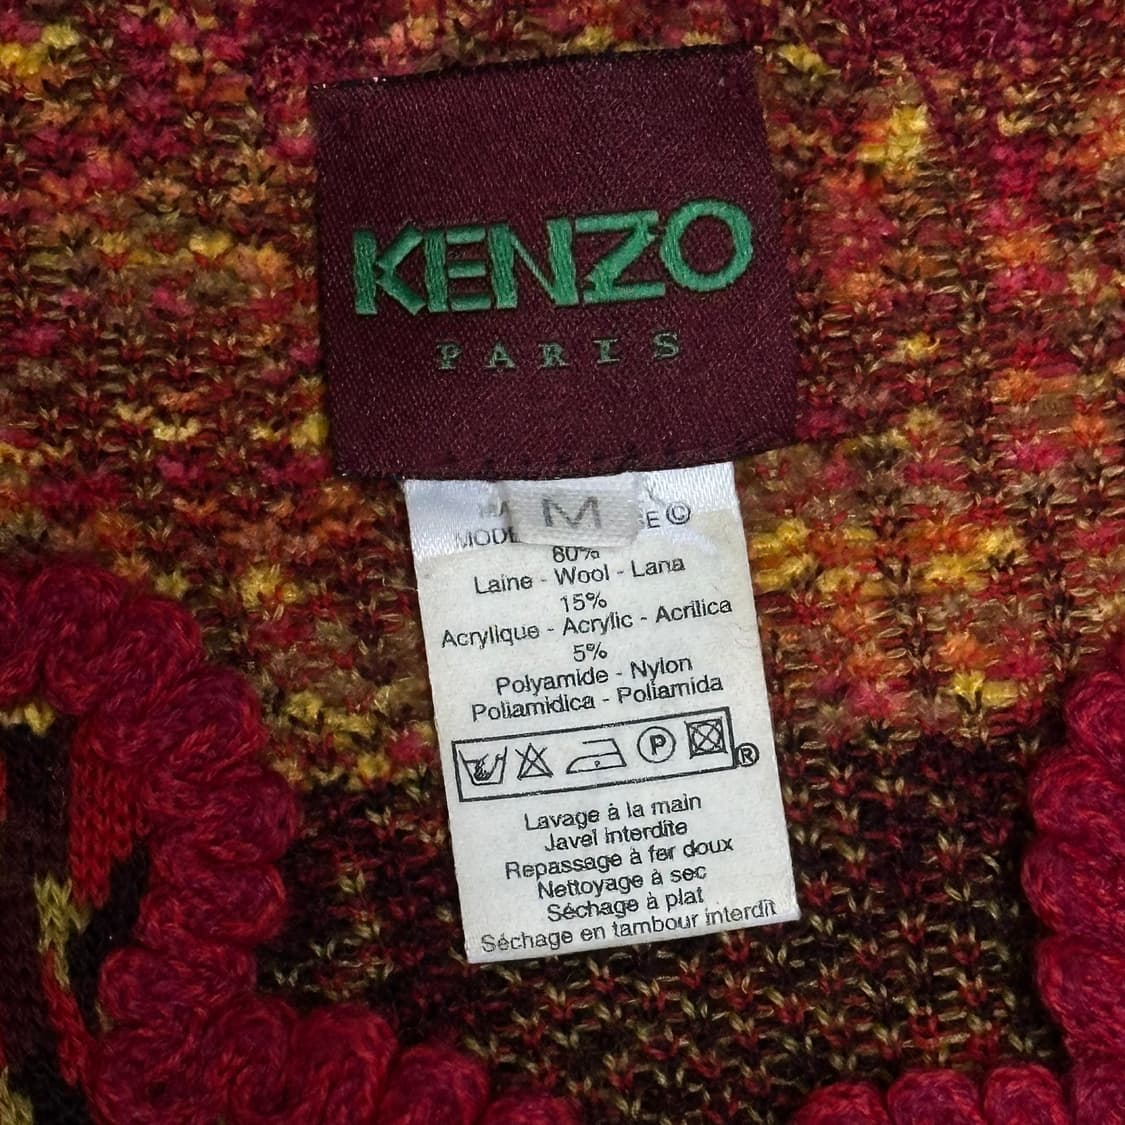 KENZO
PARIS
M
©
80%
Laine - Wool - Lana
15%
Acrylique - Acrylic - Acrilica
5%
Polyamide - Nylon
Poliamidica - Poliamida
P
®
Lavage à la main
Javel interdite
Repassage à fer doux
Nettoyage à sec
Séchage à plat
Séchage en tambour interdit